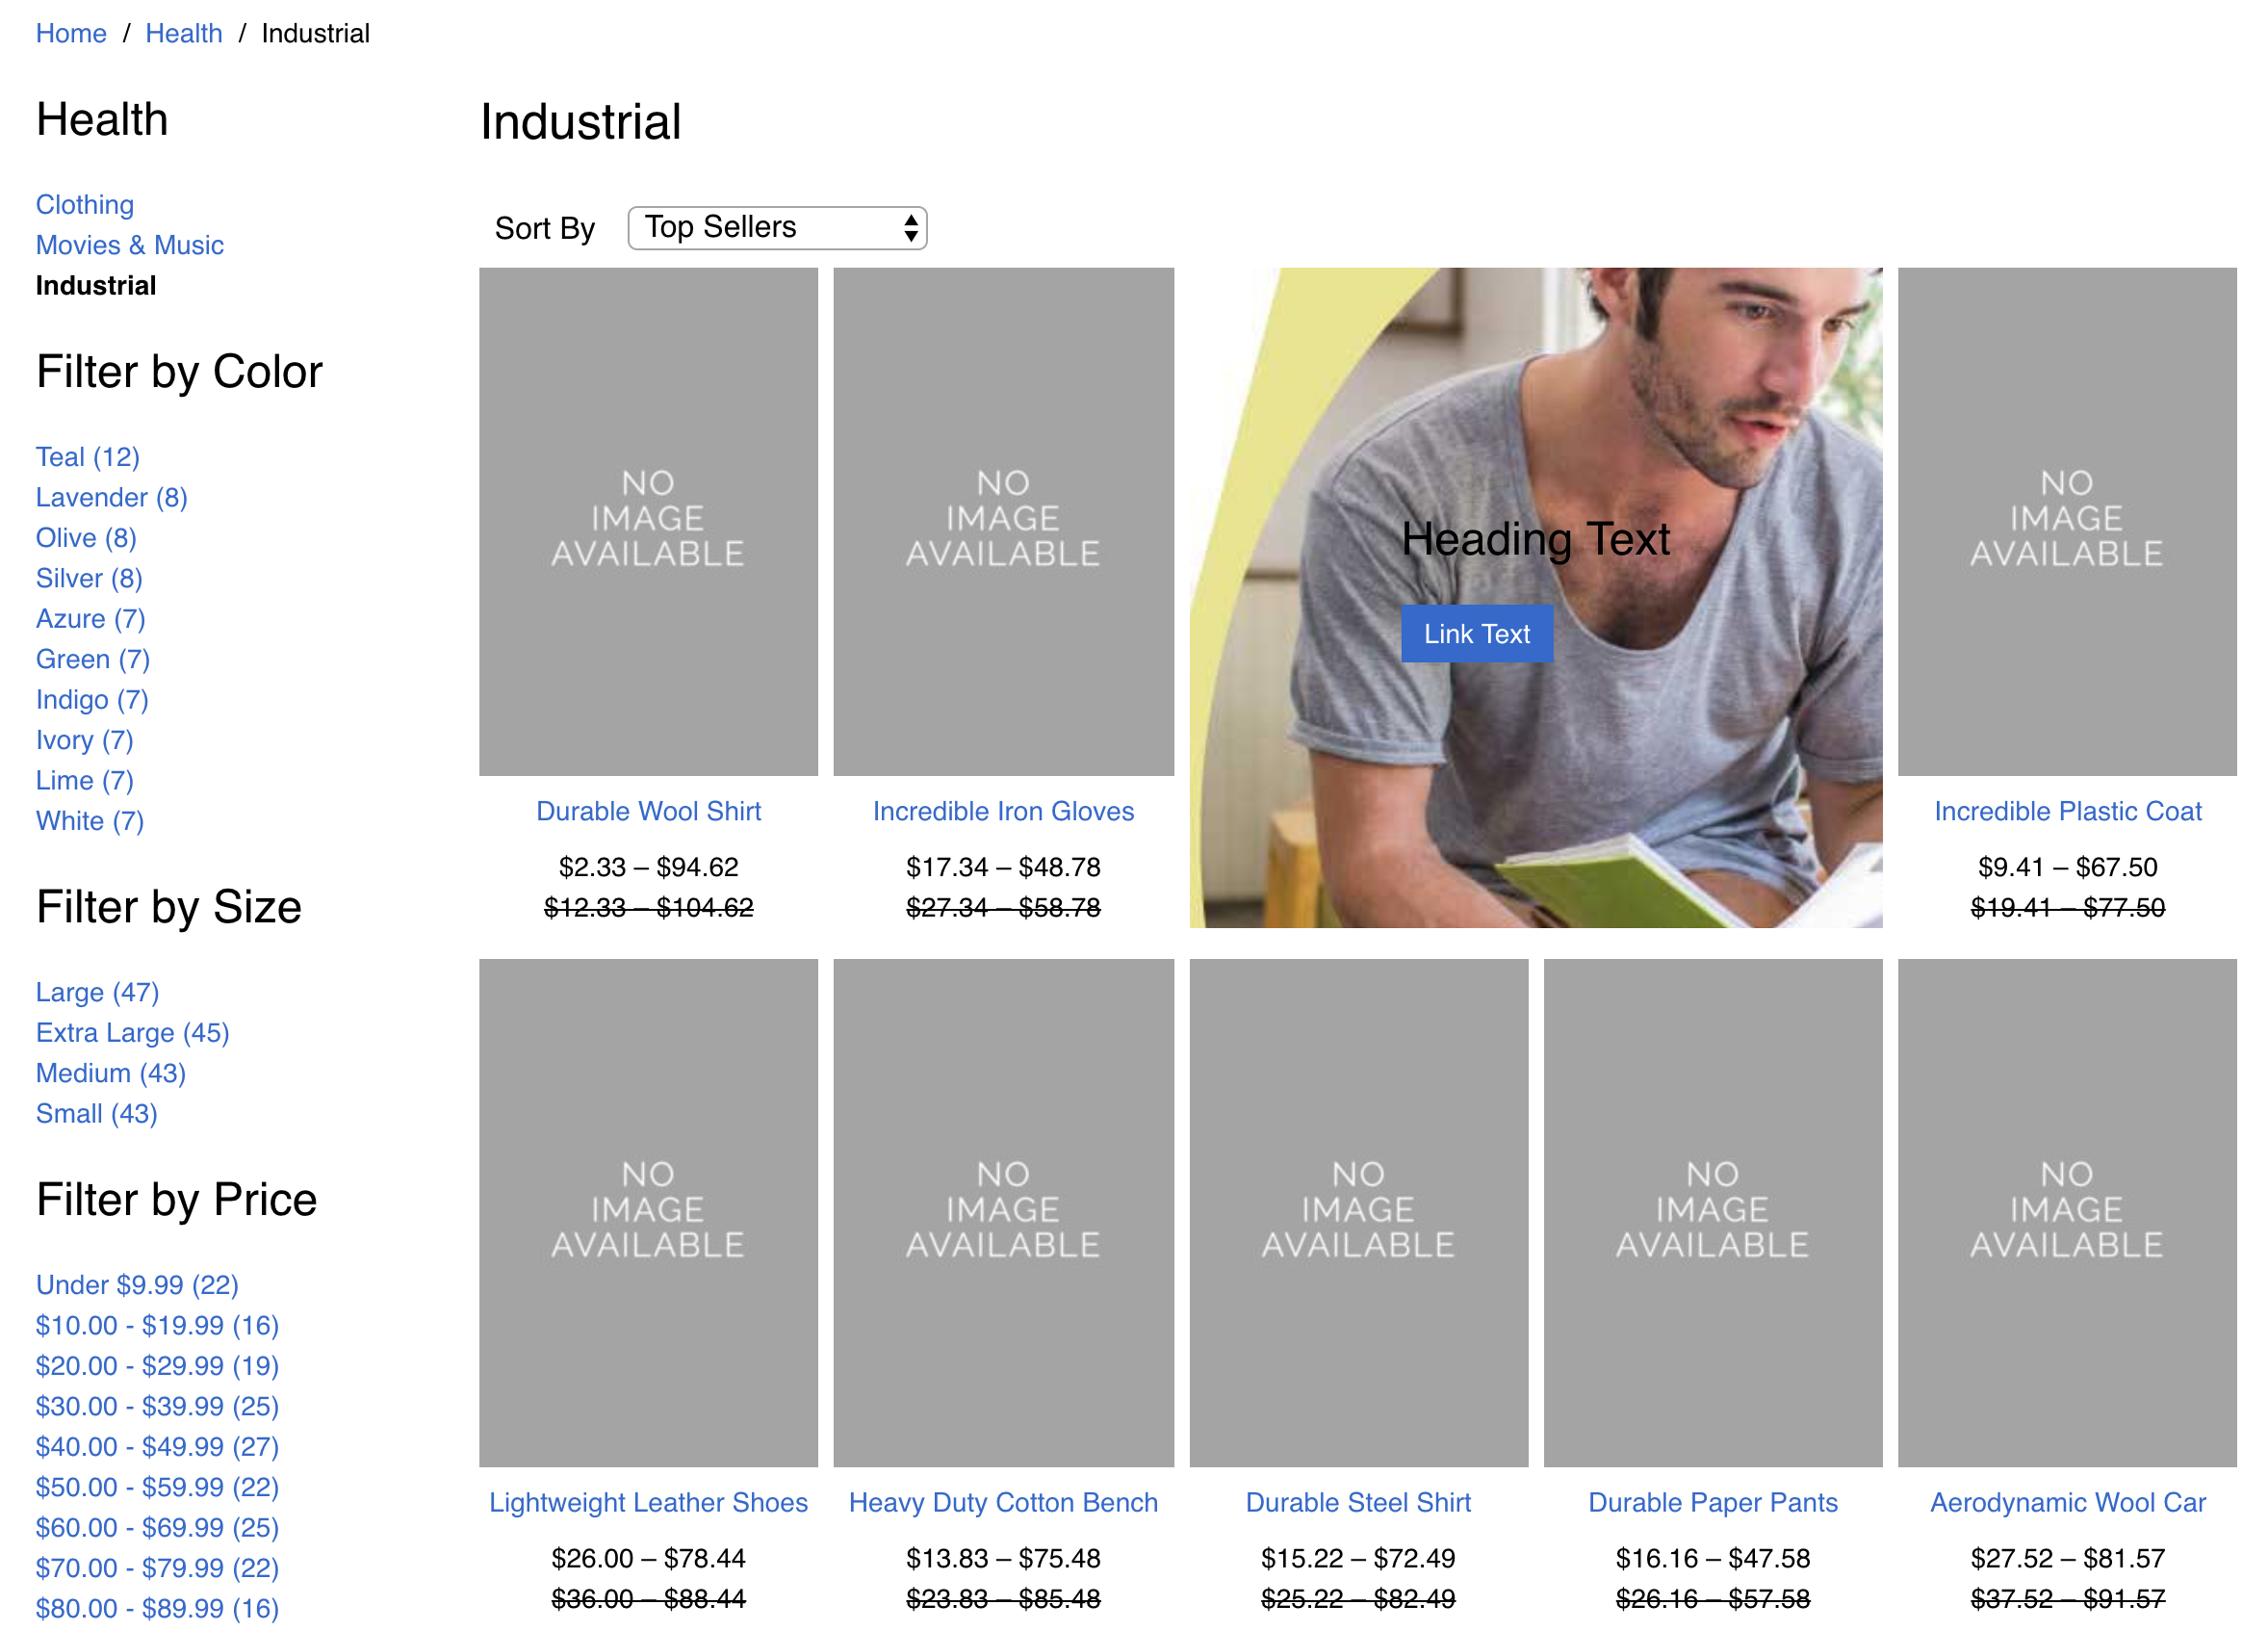 Home / Health / Industrial
Health
Clothing
Movies & Music
Industrial
Filter by Color
Teal (12)
Lavender (8)
Olive (8)
Silver (8)
Azure (7)
Green (7)
Indigo (7)
Ivory (7)
Lime (7)
White (7)
Filter by Size
Large (47)
Extra Large (45)
Medium (43)
Small (43)
Filter by Price
Under $9.99 (22)
$10.00 - $19.99 (16)
$20.00 - $29.99 (19)
$30.00 - $39.99 (25)
$40.00 - $49.99 (27)
$50.00 - $59.99 (22)
$60.00 - $69.99 (25)
$70.00 - $79.99 (22)
$80.00 - $89.99 (16)
Industrial
Sort By Top Sellers
NO
IMAGE
AVAILABLE
Durable Wool Shirt
$2.33 – $94.62
$12.33 – $104.62
NO
IMAGE
AVAILABLE
Incredible Iron Gloves
$17.34 – $48.78
$27.34 – $58.78
Heading Text
Link Text
NO
IMAGE
AVAILABLE
Incredible Plastic Coat
$9.41 – $67.50
$19.41 – $77.50
NO
IMAGE
AVAILABLE
Lightweight Leather Shoes
$26.00 – $78.44
$36.00 – $88.44
NO
IMAGE
AVAILABLE
Heavy Duty Cotton Bench
$13.83 – $75.48
$23.83 – $85.48
NO
IMAGE
AVAILABLE
Durable Steel Shirt
$15.22 – $72.49
$25.22 – $82.49
NO
IMAGE
AVAILABLE
Durable Paper Pants
$16.16 – $47.58
$26.16 – $57.58
NO
IMAGE
AVAILABLE
Aerodynamic Wool Car
$27.52 – $81.57
$37.52 – $91.57